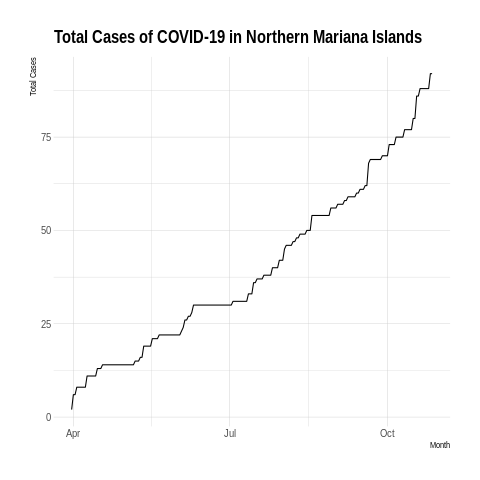 Total Cases of COVID-19 in Northern Mariana Islands
Total Cases
75
50
25
0
Apr
Jul
Oct
Month